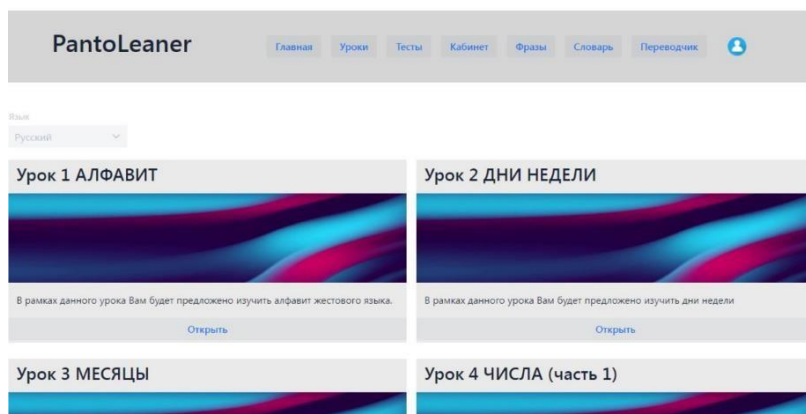 PantoLeaner
Главная Уроки Тесты Кабинет Фразы Словарь Переводчик
Язык
Русский
Урок 1 АЛФАВИТ
В рамках данного урока Вам будет предложено изучить алфавит жестового языка.
Открыть
Урок 2 ДНИ НЕДЕЛИ
В рамках данного урока Вам будет предложено изучить дни недели
Открыть
Урок 3 МЕСЯЦЫ
Урок 4 ЧИСЛА (часть 1)